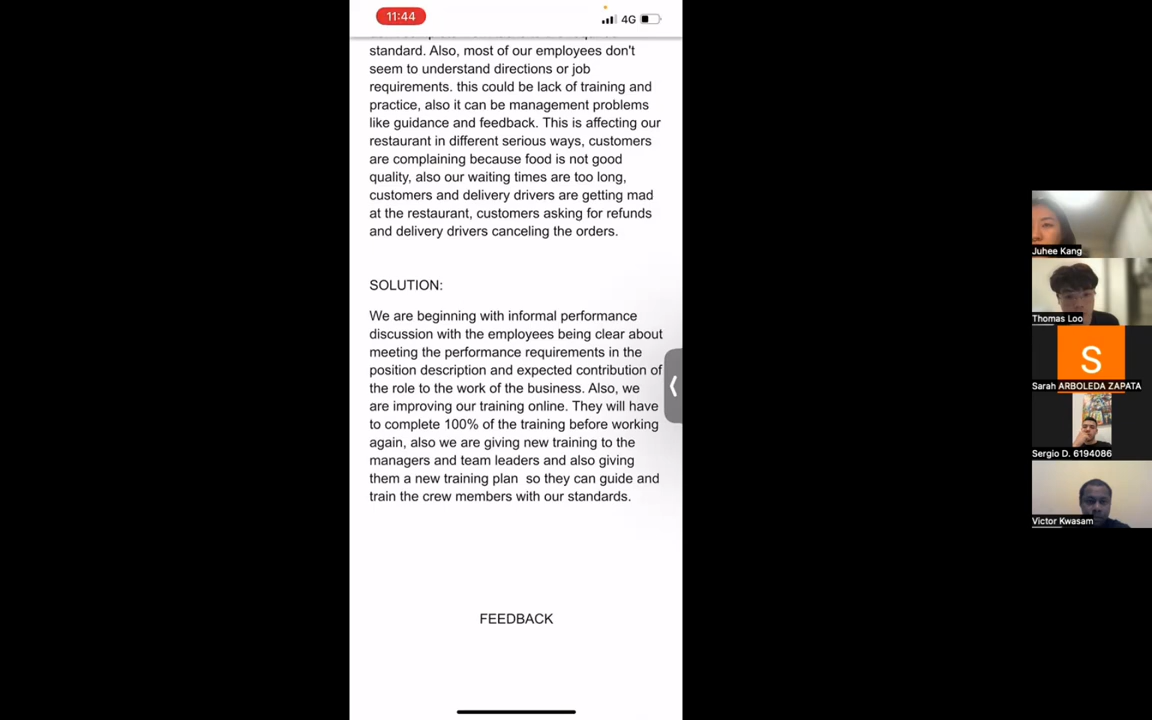 11:44
4G
standard. Also, most of our employees don't
seem to understand directions or job
requirements. this could be lack of training and
practice, also it can be management problems
like guidance and feedback. This is affecting our
restaurant in different serious ways, customers
are complaining because food is not good
quality, also our waiting times are too long,
customers and delivery drivers are getting mad
at the restaurant, customers asking for refunds
and delivery drivers canceling the orders.
SOLUTION:
We are beginning with informal performance
discussion with the employees being clear about
meeting the performance requirements in the
position description and expected contribution of
the role to the work of the business. Also, we
are improving our training online. They will have
to complete 100% of the training before working
again, also we are giving new training to the
managers and team leaders and also giving
them a new training plan so they can guide and
train the crew members with our standards.
FEEDBACK
Juhee Kang
Thomas Loo
S
Sarah ARBOLEDA ZAPATA
Sergio D. 6194086
Victor Kwasam